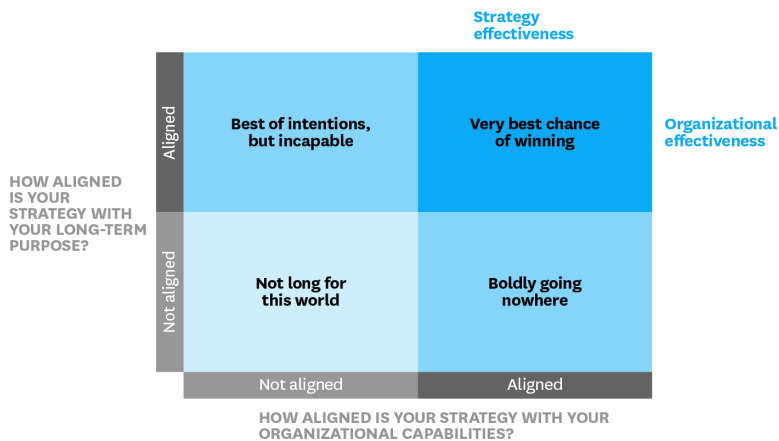 Strategy
effectiveness
Aligned
Best of intentions,
but incapable
Very best chance
of winning
Organizational
effectiveness
HOW ALIGNED
IS YOUR
STRATEGY WITH
YOUR LONG-TERM
PURPOSE?
Not aligned
Not long for
this world
Boldly going
nowhere
Not aligned
Aligned
HOW ALIGNED IS YOUR STRATEGY WITH YOUR
ORGANIZATIONAL CAPABILITIES?